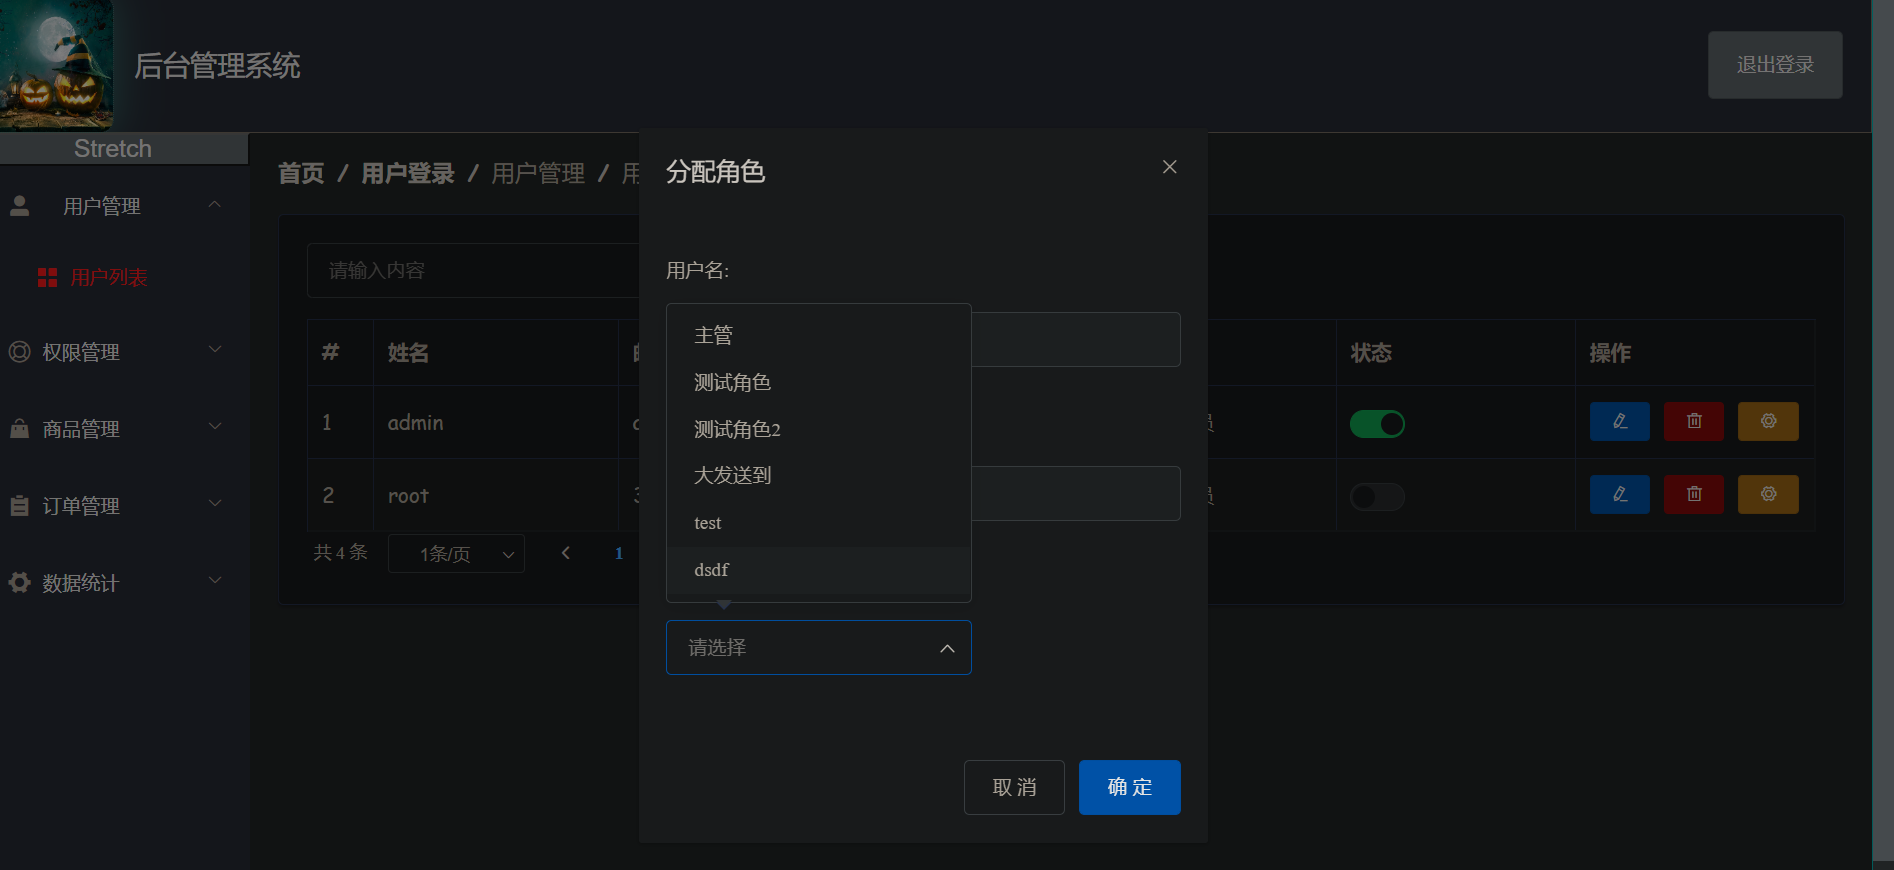 后台管理系统
退出登录
Stretch
首页 / 用户登录 / 用户管理 /
用户管理
用户列表
权限管理
商品管理
订单管理
数据统计
请输入内容
# 姓名 状态 操作
1 admin
2 root
共 4 条 1条/页 1
分配角色
用户名:
主管
测试角色
测试角色2
大发送到
test
dsdf
请选择
取 消 确 定